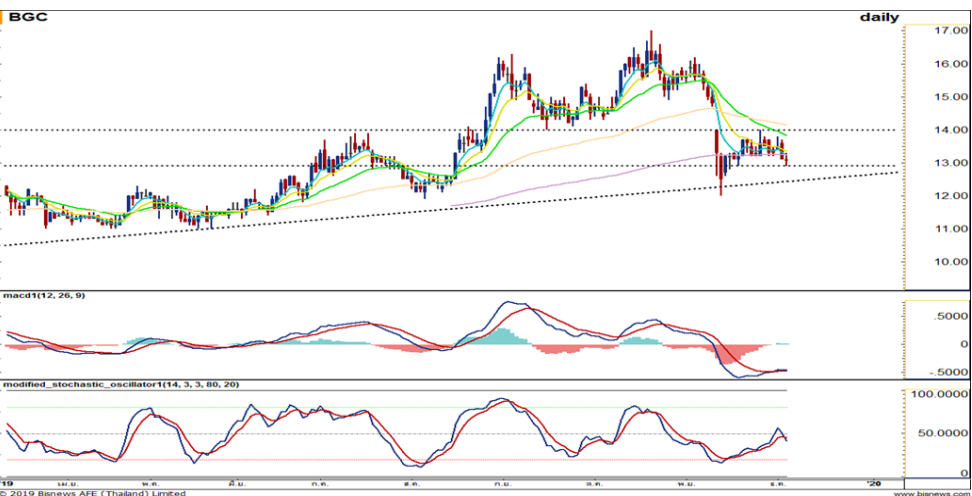 BGC daily
17.00
16.00
15.00
14.00
13.00
12.00
11.00
10.00
macd1(12, 26, 9)
.5000
0
-.5000
modified_stochastic_oscillator1(14, 3, 3, 80, 20)
100.0000
50.0000
0
'19 เม.ย. พ.ค. มิ.ย. ก.ค. ส.ค. ก.ย. ต.ค. พ.ย. ธ.ค. '20
© 2019 Bisnews AFE (Thailand) Limited www.bisnews.com